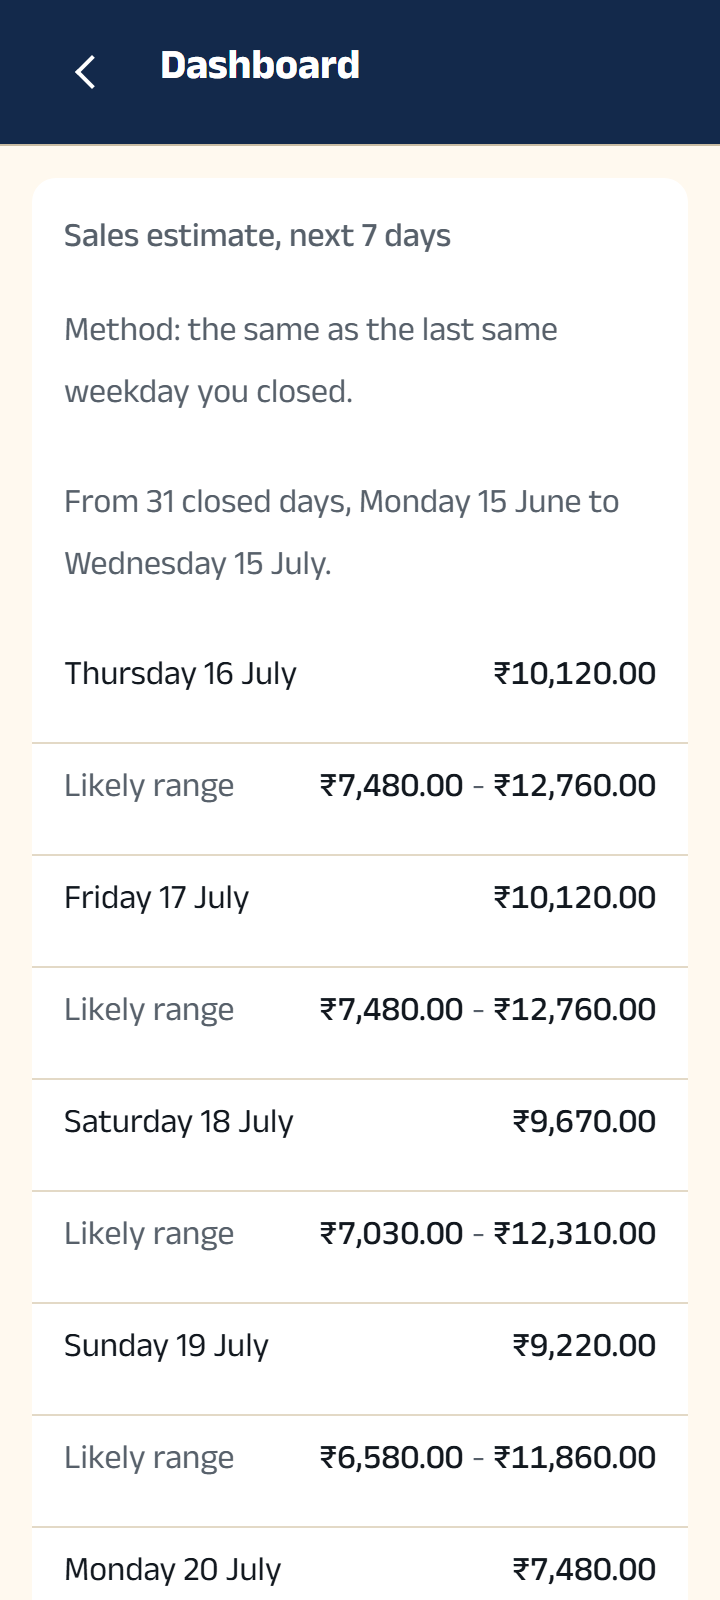 Dashboard
Sales estimate, next 7 days
Method: the same as the last same
weekday you closed.
From 31 closed days, Monday 15 June to
Wednesday 15 July.
Thursday 16 July ₹10,120.00
Likely range ₹7,480.00 - ₹12,760.00
Friday 17 July ₹10,120.00
Likely range ₹7,480.00 - ₹12,760.00
Saturday 18 July ₹9,670.00
Likely range ₹7,030.00 - ₹12,310.00
Sunday 19 July ₹9,220.00
Likely range ₹6,580.00 - ₹11,860.00
Monday 20 July ₹7,480.00